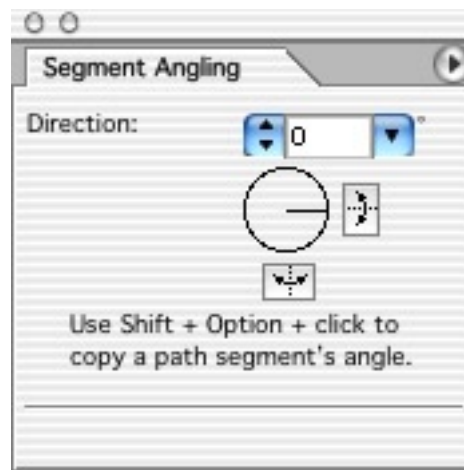 Segment Angling
Direction:
0
°
Use Shift + Option + click to
copy a path segment's angle.